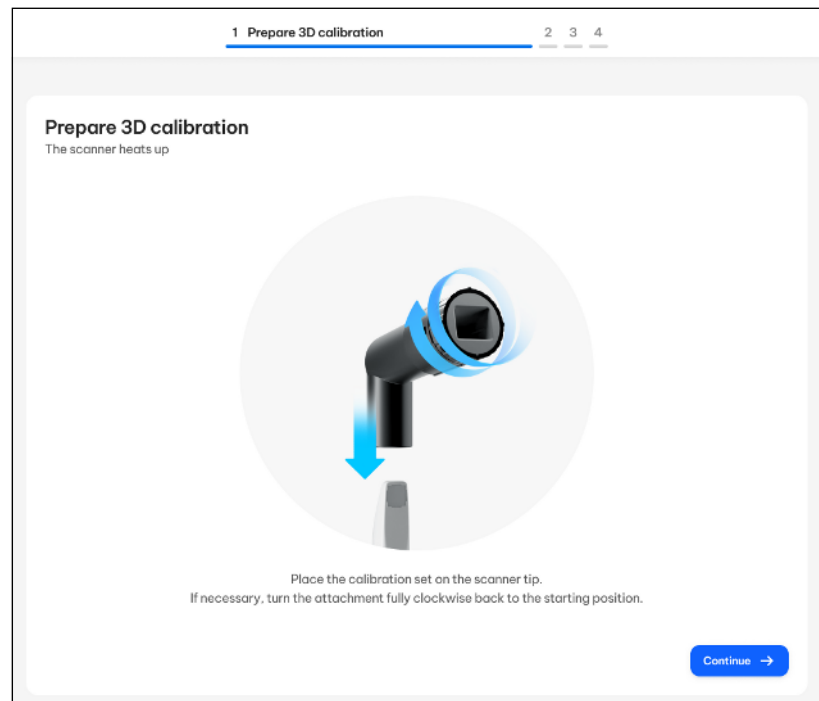 1 Prepare 3D calibration 2 3 4
Prepare 3D calibration
The scanner heats up
Place the calibration set on the scanner tip.
If necessary, turn the attachment fully clockwise back to the starting position.
Continue →